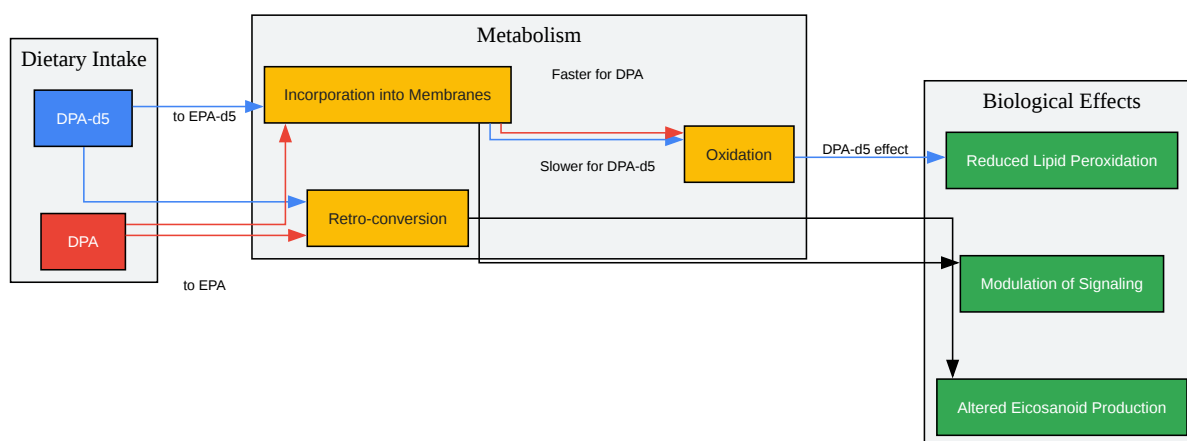 Dietary Intake
DPA-d5
DPA
to EPA-d5
to EPA
Metabolism
Incorporation into Membranes
Faster for DPA
Slower for DPA-d5
Oxidation
Retro-conversion
DPA-d5 effect
Biological Effects
Reduced Lipid Peroxidation
Modulation of Signaling
Altered Eicosanoid Production